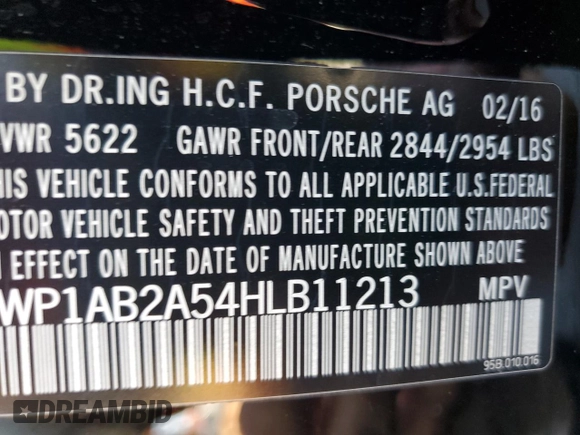 BY DR.ING H.C.F. PORSCHE AG 02/16
VWR 5622 GAWR FRONT/REAR 2844/2954 LBS
HIS VEHICLE CONFORMS TO ALL APPLICABLE U.S.FEDERAL
OTOR VEHICLE SAFETY AND THEFT PREVENTION STANDARDS
N EFFECT ON THE DATE OF MANUFACTURE SHOWN ABOVE
WP1AB2A54HLB11213 MPV
95B.010.016
DREAMBID